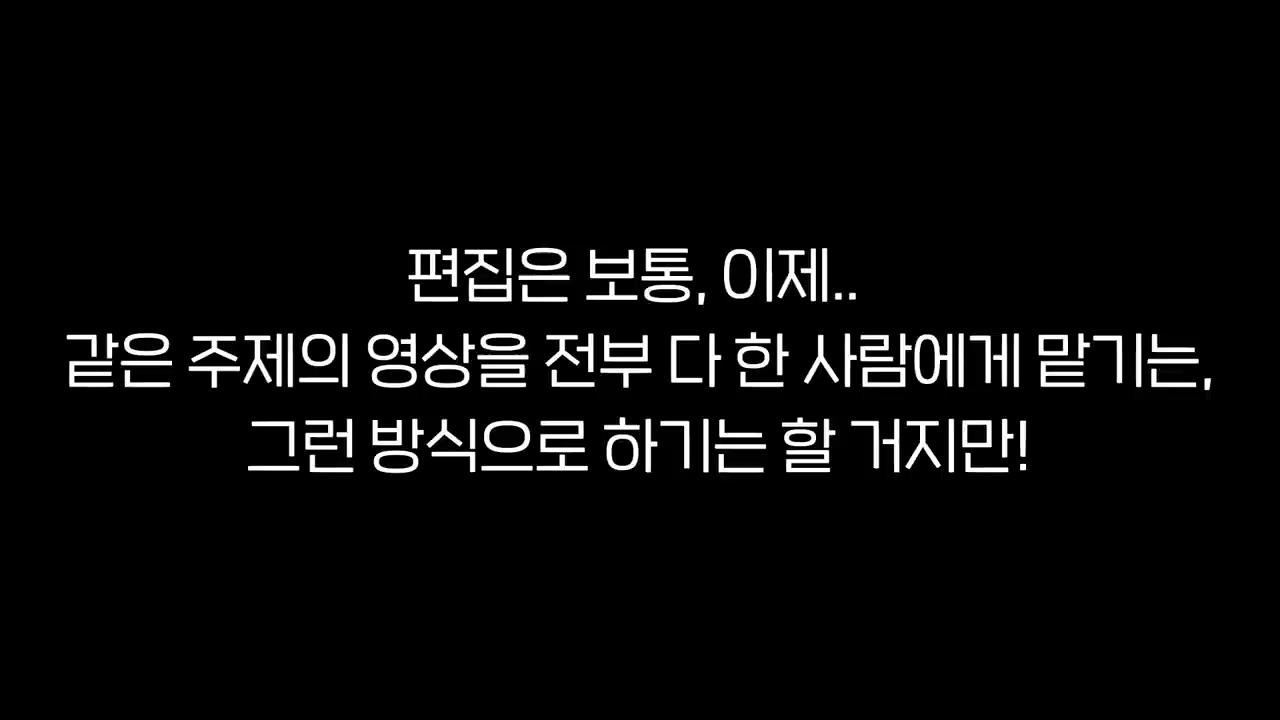 편집은 보통, 이제..
같은 주제의 영상을 전부 다 한 사람에게 맡기는,
그런 방식으로 하기는 할 거지만!